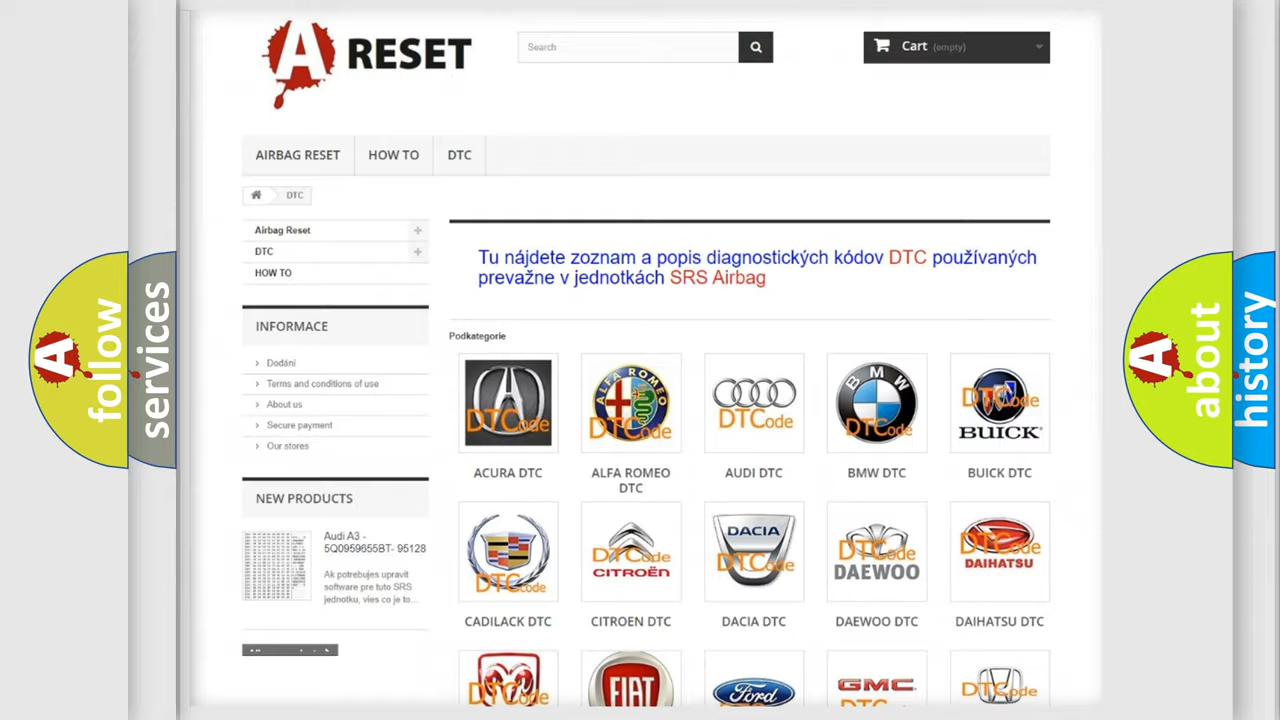 A RESET
Search
Cart (empty)
AIRBAG RESET
HOW TO
DTC
DTC
Airbag Reset
DTC
HOW TO
INFORMACE
Dodání
Terms and conditions of use
About us
Secure payment
Our stores
NEW PRODUCTS
Audi A3 -
5Q0959655BT- 95128
Ak potrebujes upravit
software pre tuto SRS
jednotku, vies co je to...
Tu nájdete zoznam a popis diagnostických kódov DTC používaných
prevažne v jednotkách SRS Airbag
Podkategorie
DTCode
ALFA ROMEO
DTCode
DTCode
BMW
DTCode
DTCode
BUICK
ACURA DTC
ALFA ROMEO
DTC
AUDI DTC
BMW DTC
BUICK DTC
DTCode
DTCode
CITROËN
DACIA
DTCode
DTCode
DAEWOO
DTCode
DAIHATSU
CADILACK DTC
CITROEN DTC
DACIA DTC
DAEWOO DTC
DAIHATSU DTC
DTCode
FIAT
Ford
GMC
DTCode
A follow
services
A about
history